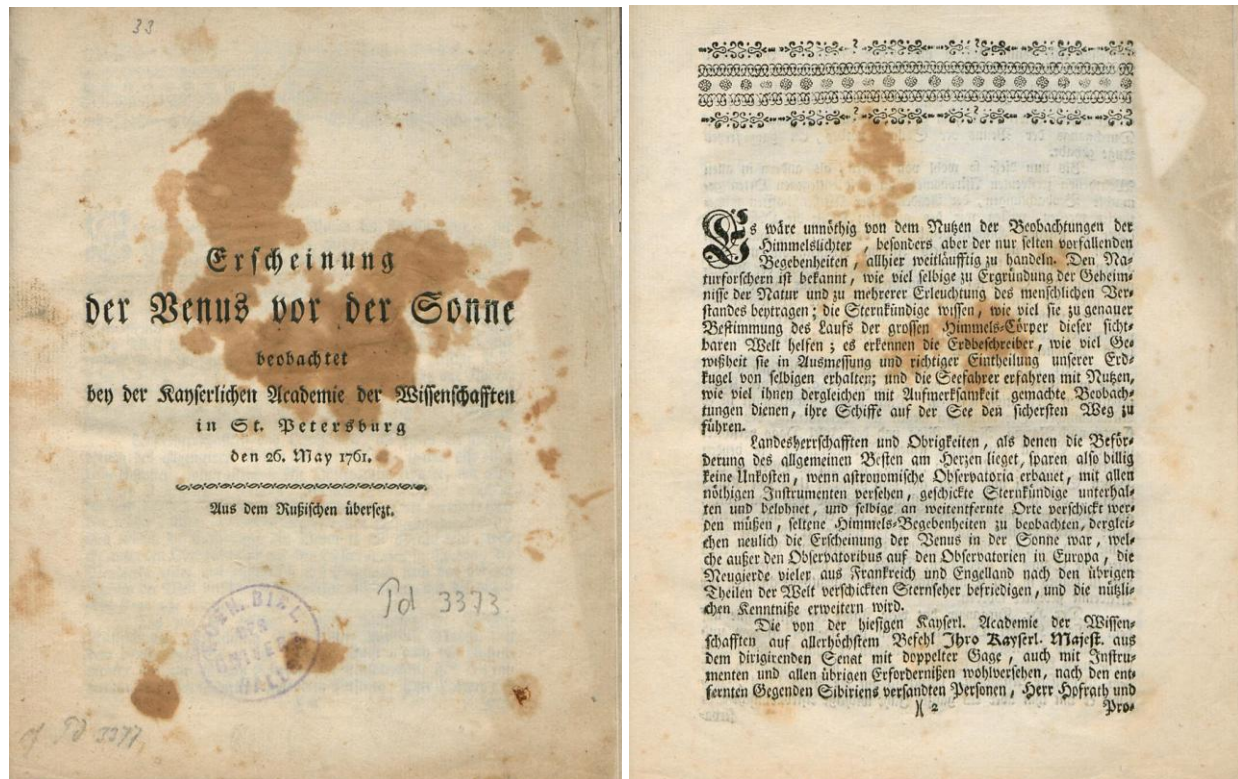 33
Erscheinung
der Venus vor der Sonne
beobachtet
bey der Kayserlichen Academie der Wissenschafften
in St. Petersburg
den 26. May 1761.
Aus dem Rußischen übersezt.
Pd 3373
Pd 3377
Es wäre unnöthig von dem Nutzen der Beobachtungen der
Himmelslichter, besonders aber der nur selten vorfallenden
Begebenheiten, allhier weitläufftig zu handeln. Den Na-
turforschern ist bekannt, wie viel selbige zu Ergründung der Geheim-
nisse der Natur und zu mehrerer Erleuchtung des menschlichen Ver-
standes beytragen; die Sternkündige wissen, wie viel sie zu genauer
Bestimmung des Laufs der grossen Himmels-Cörper dieser sicht-
baren Welt helfen; es erkennen die Erdbeschreiber, wie viel Ge-
wißheit sie in Ausmessung und richtiger Eintheilung unserer Erd-
kugel von selbigen erhalten; und die Seefahrer erfahren mit Nutzen,
wie viel ihnen dergleichen mit Aufmerksamkeit gemachte Beobach-
tungen dienen, ihre Schiffe auf der See den sichersten Weg zu
führen.
Landesherrschafften und Obrigkeiten, als denen die Beför-
derung des allgemeinen Besten am Herzen lieget, sparen also billig
keine Unkosten, wenn astronomische Observatoria erbauet, mit allen
nöthigen Instrumenten versehen, geschickte Sternkündige unterhal-
ten und belohnet, und selbige an weitentfernte Orte verschickt wer-
den müßen, seltene Himmels-Begebenheiten zu beobachten, derglei-
chen neulich die Erscheinung der Venus in der Sonne war, wel-
che außer den Observatoribus auf den Observatorien in Europa, die
Neugierde vieler aus Franckreich und Engelland nach den übrigen
Theilen der Welt verschickten Sternseher befriedigen, und die nützli-
chen Kenntniße erweitern wird.
Die von der hiesigen Kayserl. Academie der Wissen-
schafften auf allerhöchstem Befehl Ihro Kayserl. Majest. aus
dem dirigirenden Senat mit doppelter Gage, auch mit Instru-
menten und allen übrigen Erfordernißen wohlversehen, nach den ent-
fernten Gegenden Sibiriens versandten Personen, Herr Hofrath und
)( 2 Pro-